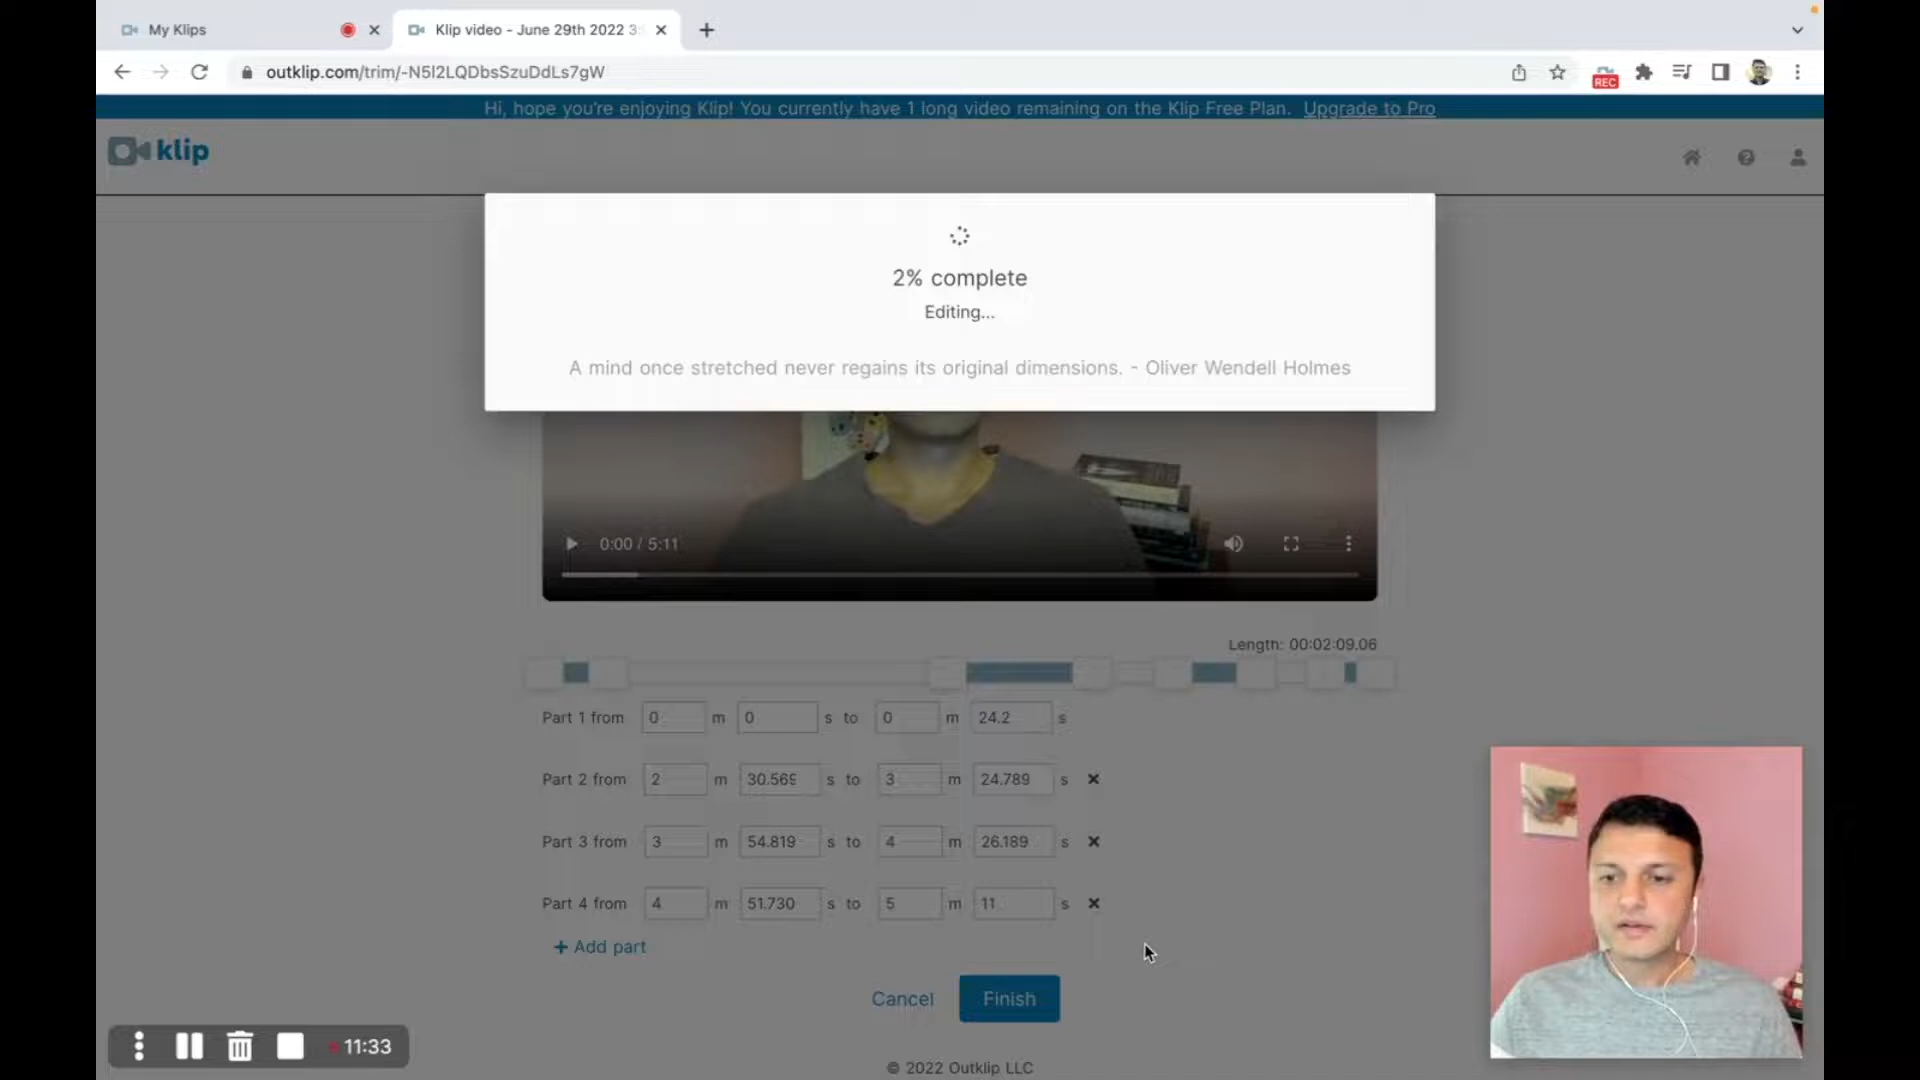 My Klips
Klip video - June 29th 2022 3:
outklip.com/trim/-N5I2LQDbsSzuDdLs7gW
REC
Hi, hope you're enjoying Klip! You currently have 1 long video remaining on the Klip Free Plan. Upgrade to Pro
klip
2% complete
Editing...
A mind once stretched never regains its original dimensions. - Oliver Wendell Holmes
0:00 / 5:11
Length: 00:02:09.06
Part 1 from 0 m 0 s to 0 m 24.2 s
Part 2 from 2 m 30.569 s to 3 m 24.789 s
Part 3 from 3 m 54.819 s to 4 m 26.189 s
Part 4 from 4 m 51.730 s to 5 m 11 s
+ Add part
Cancel Finish
11:33
© 2022 Outklip LLC